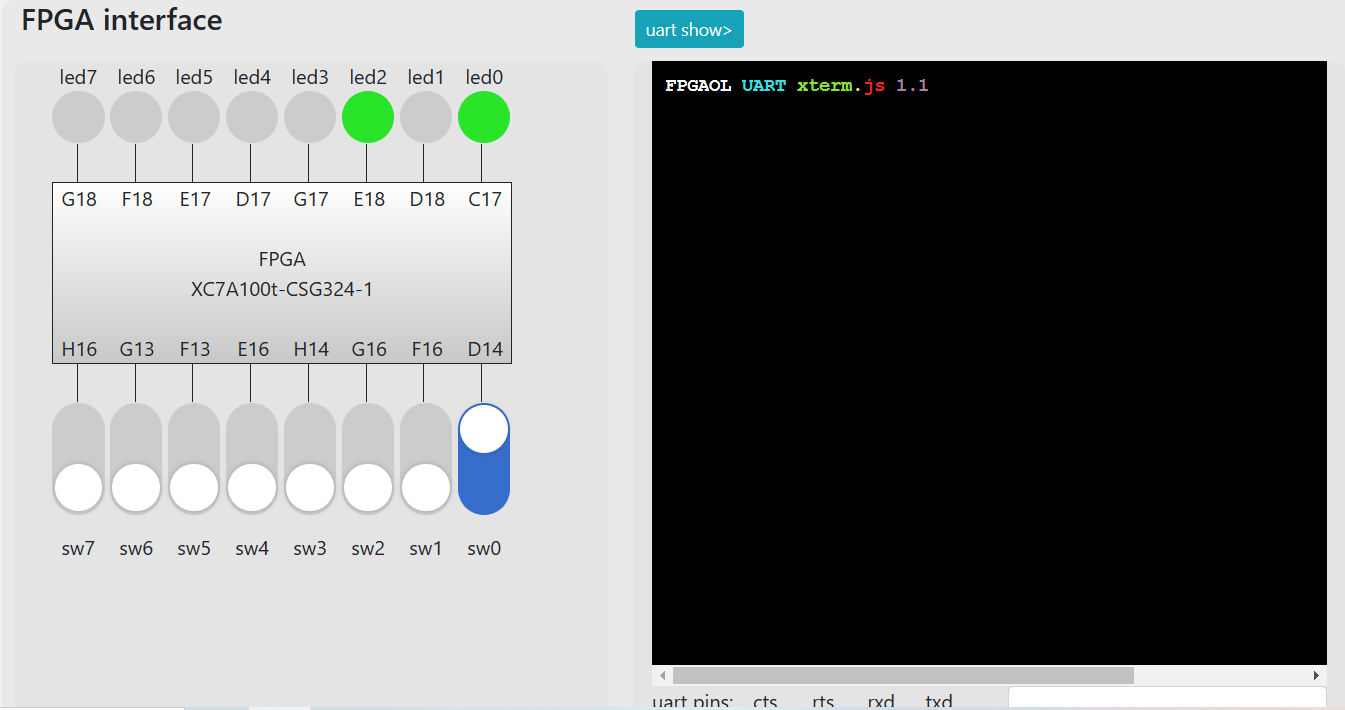 FPGA interface
uart show>
led7 led6 led5 led4 led3 led2 led1 led0
G18 F18 E17 D17 G17 E18 D18 C17
FPGA
XC7A100t-CSG324-1
H16 G13 F13 E16 H14 G16 F16 D14
sw7 sw6 sw5 sw4 sw3 sw2 sw1 sw0
FPGAOL UART xterm.js 1.1
uart pins: cts rts rxd txd